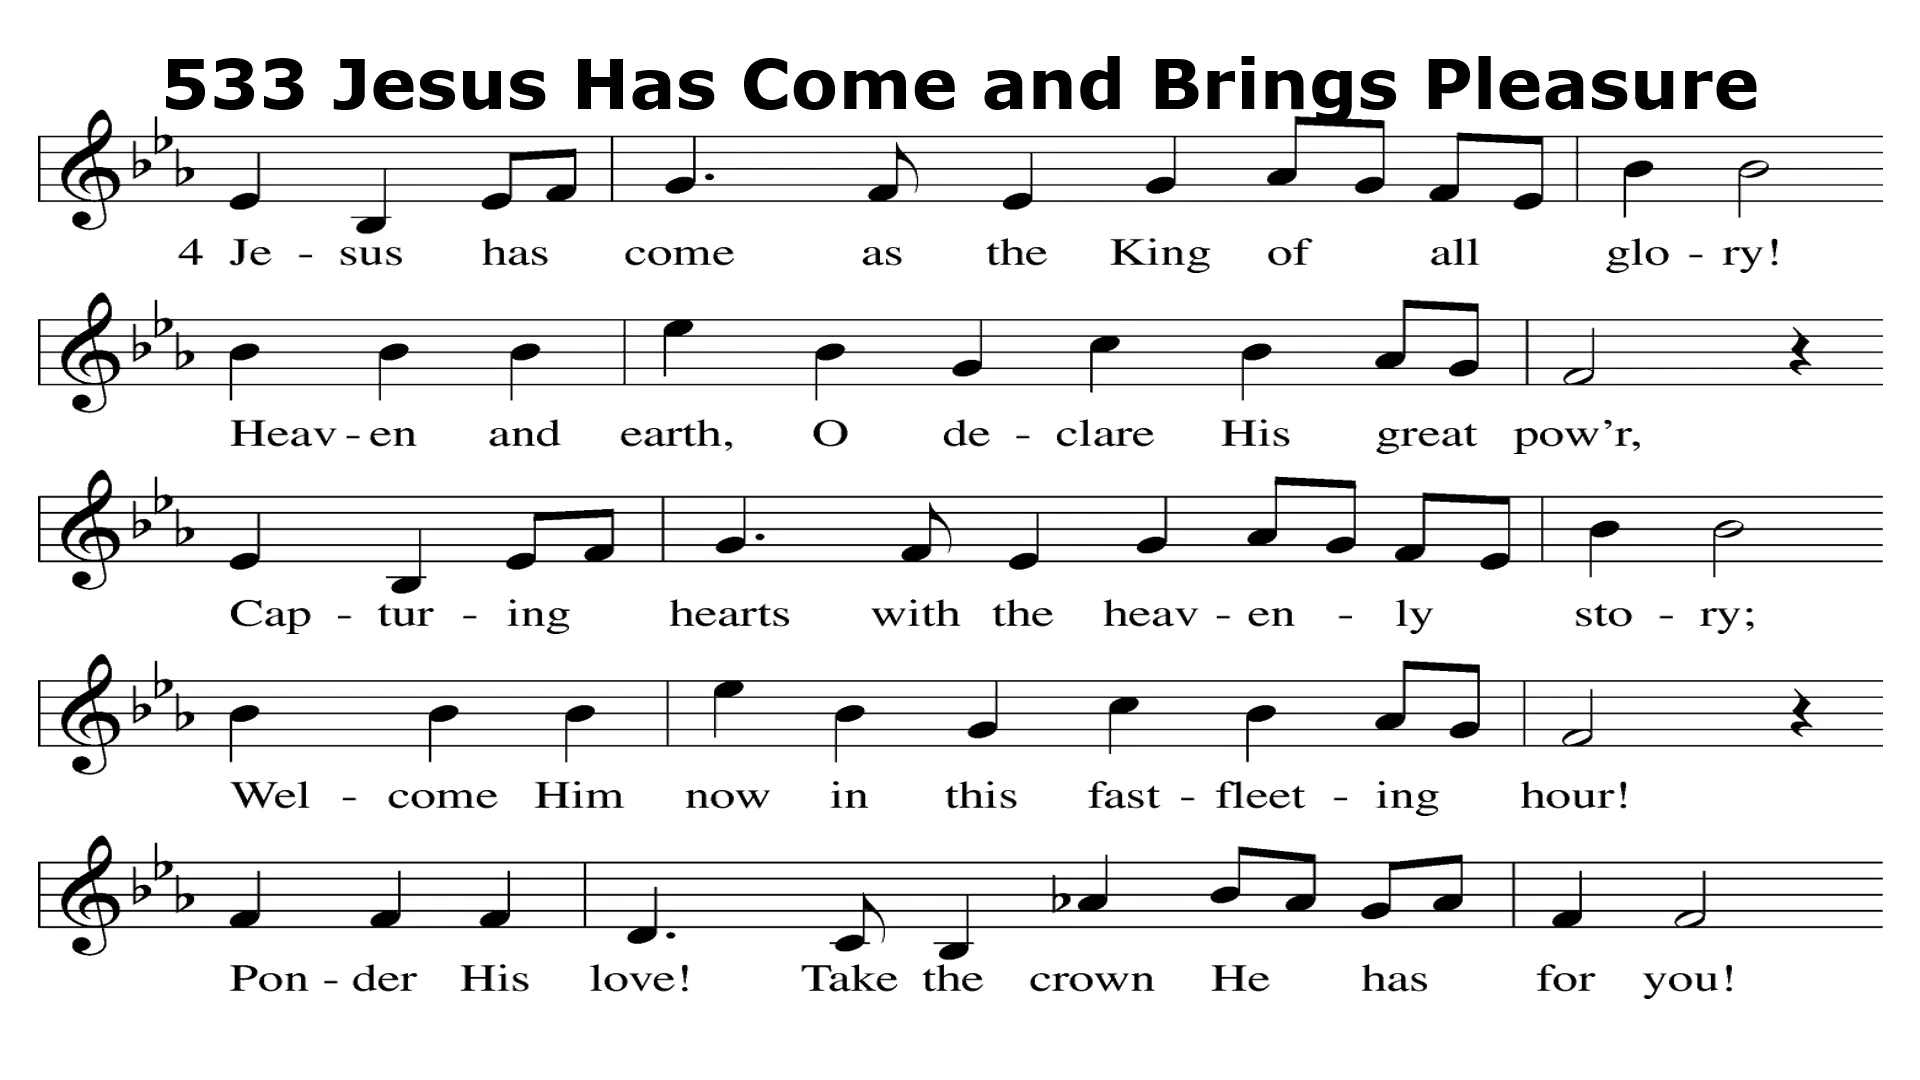 533 Jesus Has Come and Brings Pleasure
4 Je - sus has come as the King of all glo - ry!
Heav - en and earth, O de - clare His great pow’r,
Cap - tur - ing hearts with the heav - en - ly sto - ry;
Wel - come Him now in this fast - fleet - ing hour!
Pon - der His love! Take the crown He has for you!